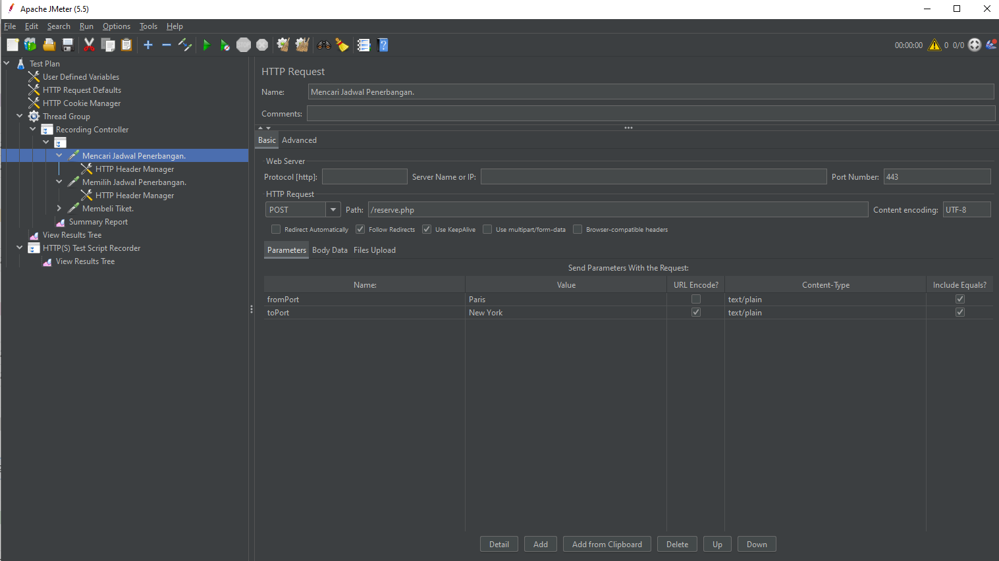 Apache JMeter (5.5)
File Edit Search Run Options Tools Help
STOP
00:00:00 0 0/0
Test Plan
User Defined Variables
HTTP Request Defaults
HTTP Cookie Manager
Thread Group
Recording Controller
Mencari Jadwal Penerbangan.
HTTP Header Manager
Memilih Jadwal Penerbangan.
HTTP Header Manager
Membeli Tiket.
Summary Report
View Results Tree
HTTP(S) Test Script Recorder
View Results Tree
HTTP Request
Name: Mencari Jadwal Penerbangan.
Comments:
Basic Advanced
Web Server
Protocol [http]: Server Name or IP: Port Number: 443
HTTP Request
POST Path: /reserve.php Content encoding: UTF-8
Redirect Automatically Follow Redirects Use KeepAlive Use multipart/form-data Browser-compatible headers
Parameters Body Data Files Upload
Send Parameters With the Request:
Name: Value URL Encode? Content-Type Include Equals?
fromPort Paris text/plain
toPort New York text/plain
Detail Add Add from Clipboard Delete Up Down